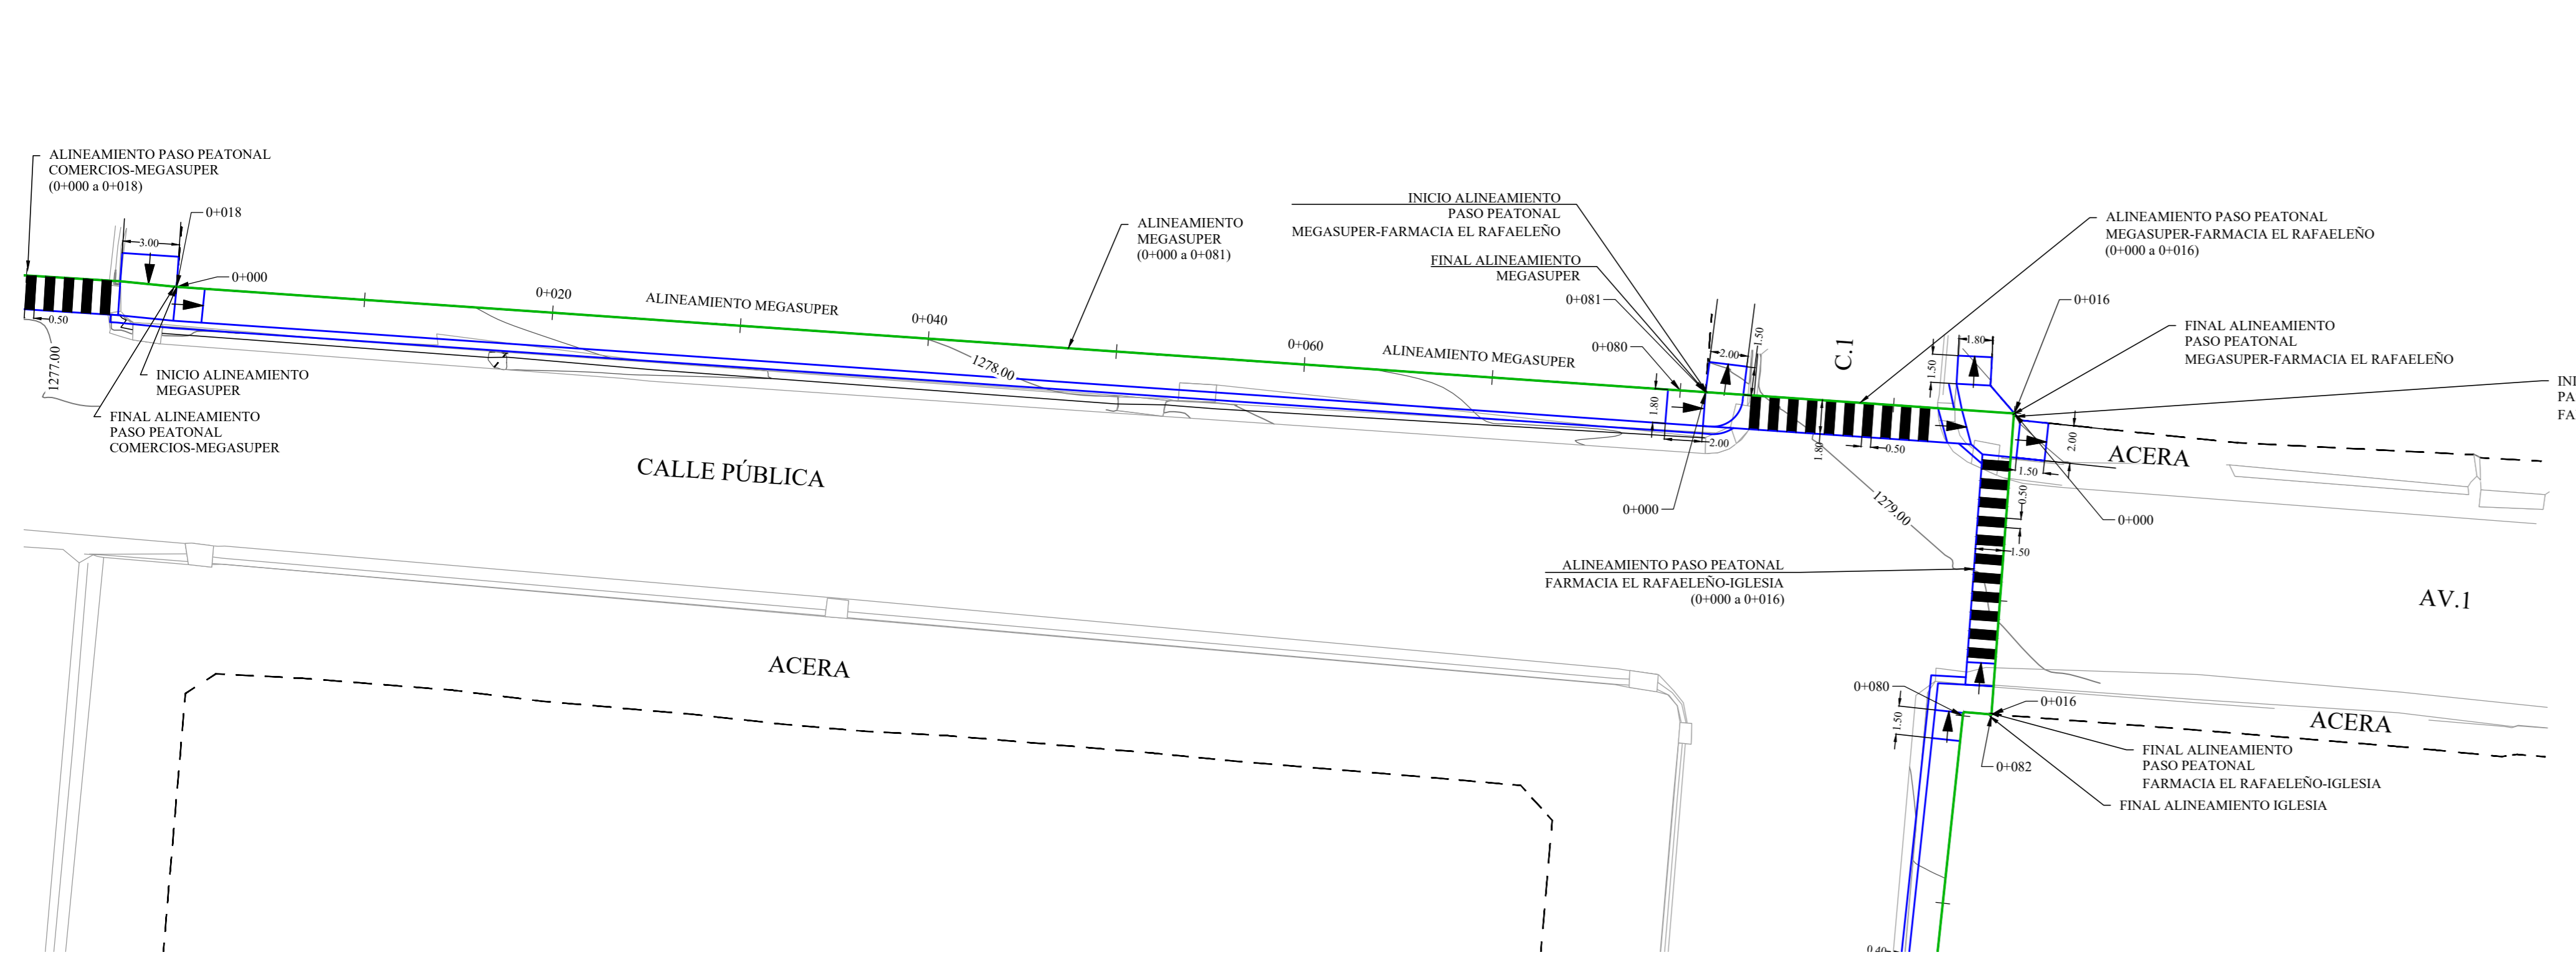 ALINEAMIENTO PASO PEATONAL
COMERCIOS-MEGASUPER
(0+000 a 0+018)
0+018
3.00
0+000
0.50
1277.00
INICIO ALINEAMIENTO
MEGASUPER
FINAL ALINEAMIENTO
PASO PEATONAL
COMERCIOS-MEGASUPER
0+020
ALINEAMIENTO MEGASUPER
0+040
1278.00
ALINEAMIENTO
MEGASUPER
(0+000 a 0+081)
0+060
ALINEAMIENTO MEGASUPER
INICIO ALINEAMIENTO
PASO PEATONAL
MEGASUPER-FARMACIA EL RAFAELEÑO
FINAL ALINEAMIENTO
MEGASUPER
0+081
0+080
2.00
1.50
1.80
2.00
0+000
C.1
1.80
0.50
1279.00
ALINEAMIENTO PASO PEATONAL
MEGASUPER-FARMACIA EL RAFAELEÑO
(0+000 a 0+016)
0+016
1.80
1.50
FINAL ALINEAMIENTO
PASO PEATONAL
MEGASUPER-FARMACIA EL RAFAELEÑO
INI
PA
FA
2.00
1.50
ACERA
0.50
0+000
1.50
CALLE PÚBLICA
ALINEAMIENTO PASO PEATONAL
FARMACIA EL RAFAELEÑO-IGLESIA
(0+000 a 0+016)
AV.1
ACERA
0+080
1.50
0+016
ACERA
0+082
FINAL ALINEAMIENTO
PASO PEATONAL
FARMACIA EL RAFAELEÑO-IGLESIA
FINAL ALINEAMIENTO IGLESIA
0.40